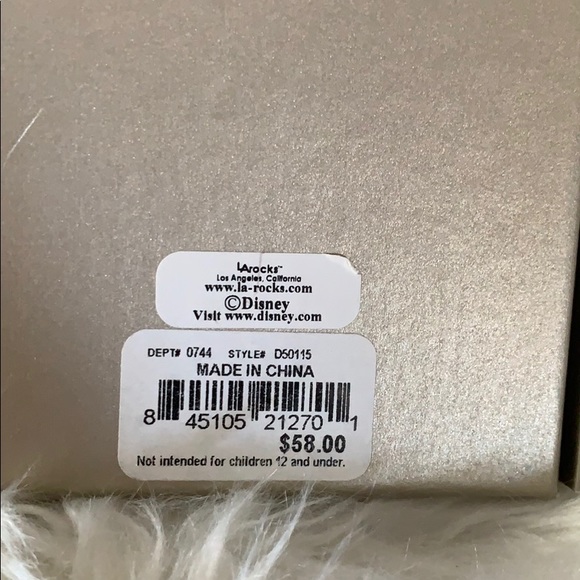 LArocks™
Los Angeles, California
www.la-rocks.com
©Disney
Visit www.disney.com
DEPT# 0744 STYLE# D50115
MADE IN CHINA
8 45105 21270 1
$58.00
Not intended for children 12 and under.